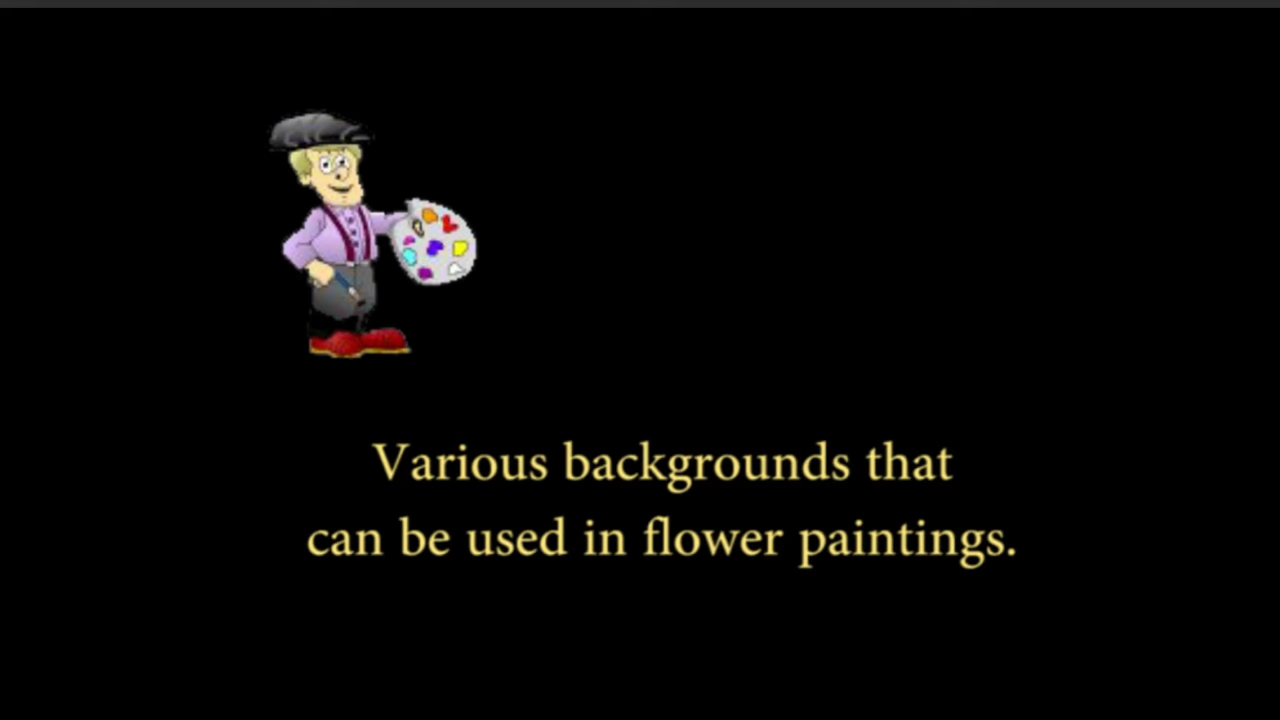 Various backgrounds that
can be used in flower paintings.